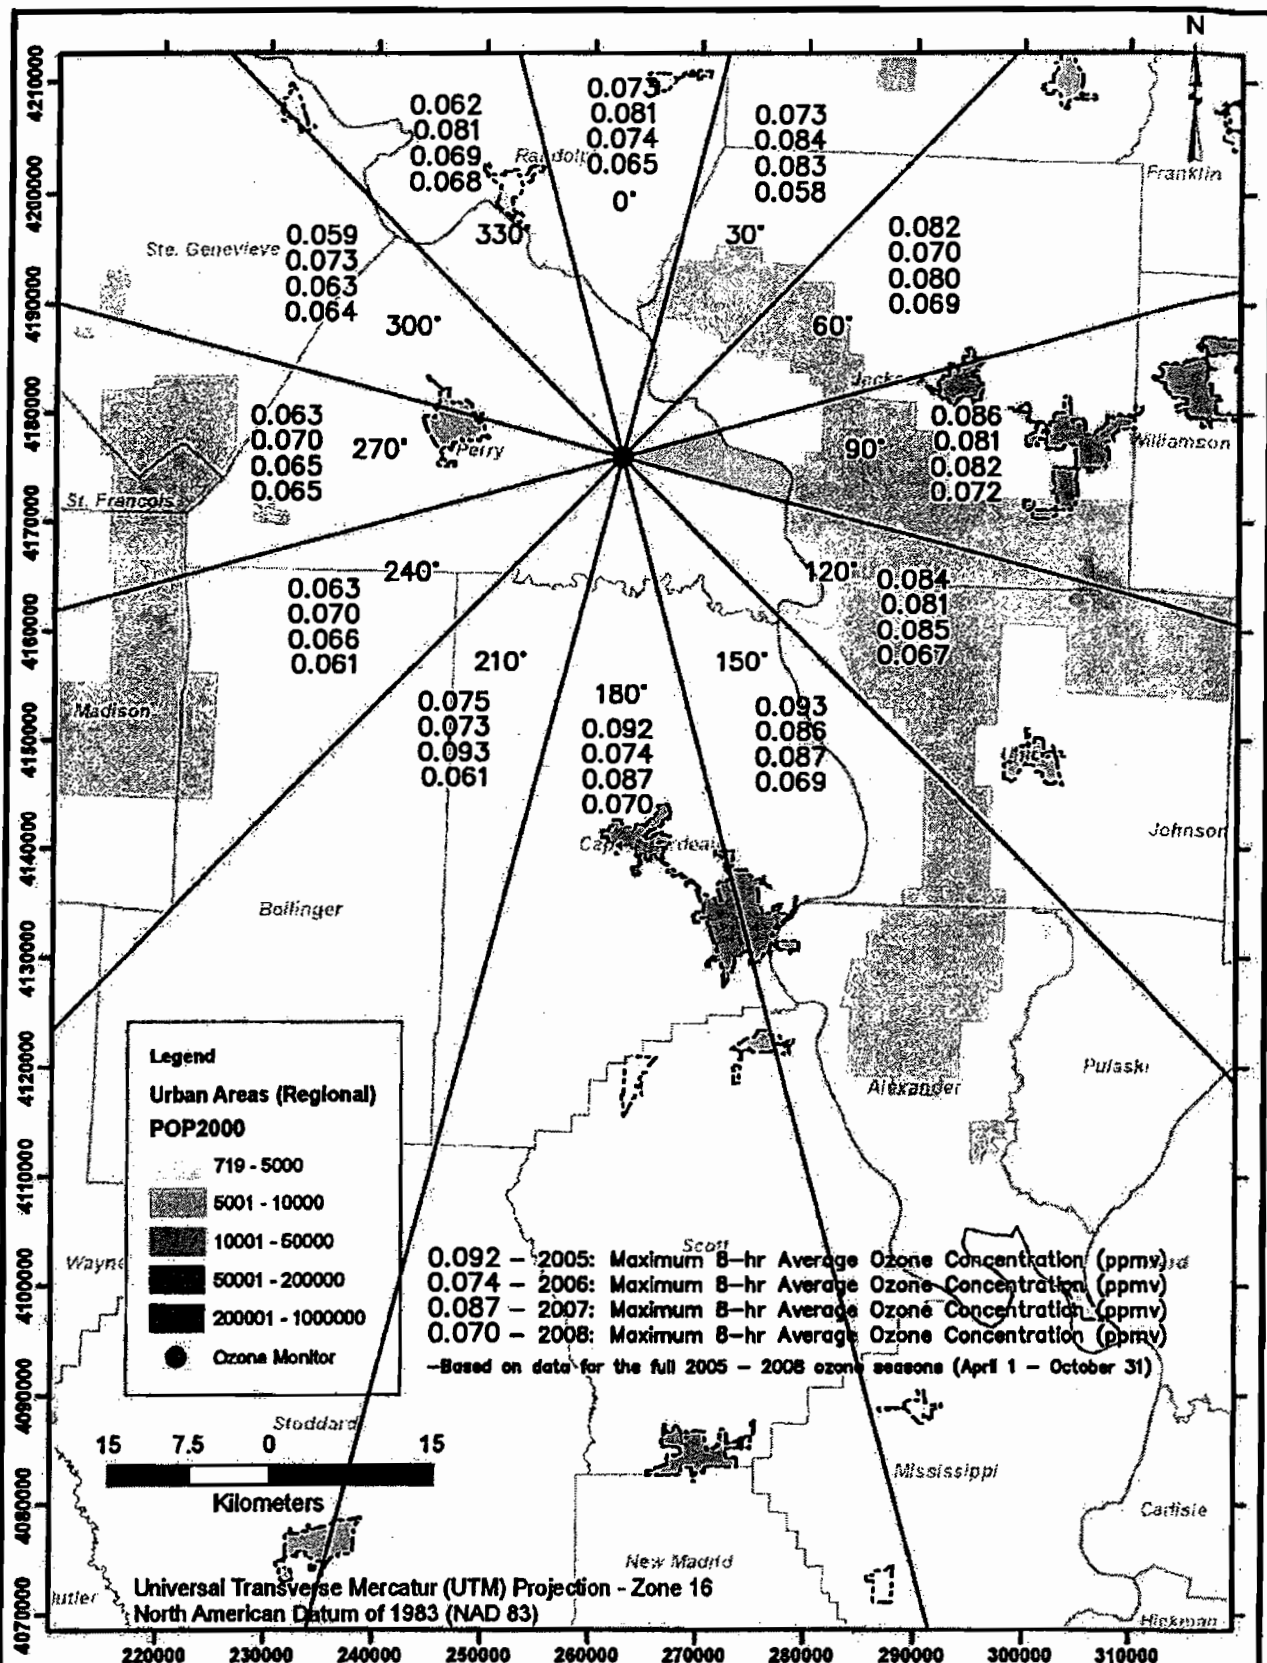 N
4210000
4200000
4190000
4180000
4170000
4160000
4150000
4140000
4130000
4120000
4110000
4100000
4090000
4080000
4070000
0.062
0.081
0.069
0.068
330°
0.073
0.081
0.074
0.065
0°
0.073
0.084
0.083
0.058
30°
Franklin
Ste. Genevieve
0.059
0.073
0.063
0.064
300°
0.082
0.070
0.080
0.069
60°
0.063
0.070
0.065
0.065
270°
Perry
St. Francois
90°
0.086
0.081
0.082
0.072
Williamson
240°
0.063
0.070
0.066
0.061
120°
0.084
0.081
0.085
0.067
Madison
210°
0.075
0.073
0.093
0.061
180°
0.092
0.074
0.087
0.070
150°
0.093
0.086
0.087
0.069
Johnson
Bollinger
Alexander
Pulaski
Legend
Urban Areas (Regional)
POP2000
719 - 5000
5001 - 10000
10001 - 50000
50001 - 200000
200001 - 1000000
Ozone Monitor
Wayne
Scott
0.092 – 2005: Maximum 8–hr Average Ozone Concentration (ppmv)
0.074 – 2006: Maximum 8–hr Average Ozone Concentration (ppmv)
0.087 – 2007: Maximum 8–hr Average Ozone Concentration (ppmv)
0.070 – 2008: Maximum 8–hr Average Ozone Concentration (ppmv)
–Based on data for the full 2005 – 2008 ozone seasons (April 1 – October 31)
Stoddard
15 7.5 0 15
Kilometers
Mississippi
Carlisle
New Madrid
Hickman
Universal Transverse Mercatur (UTM) Projection - Zone 16
North American Datum of 1983 (NAD 83)
220000 230000 240000 250000 260000 270000 280000 290000 300000 310000